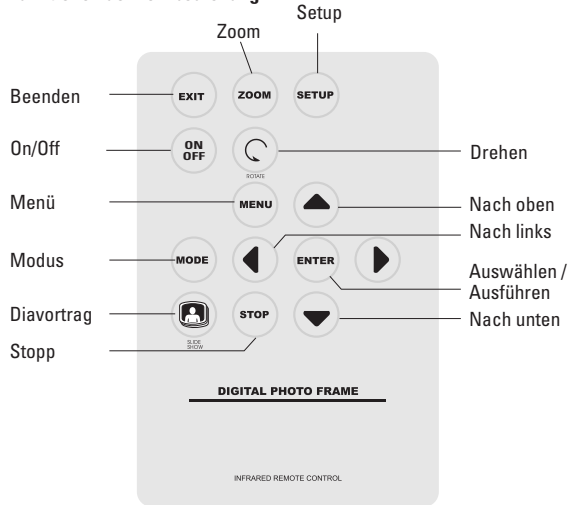 Setup
Zoom
Beenden
EXIT
ZOOM
SETUP
On/Off
ON
OFF
ROTATE
Drehen
Menü
MENU
Nach oben
Nach links
Modus
MODE
ENTER
Auswählen /
Ausführen
Diavortrag
SLIDE
SHOW
STOP
Nach unten
Stopp
DIGITAL PHOTO FRAME
INFRARED REMOTE CONTROL